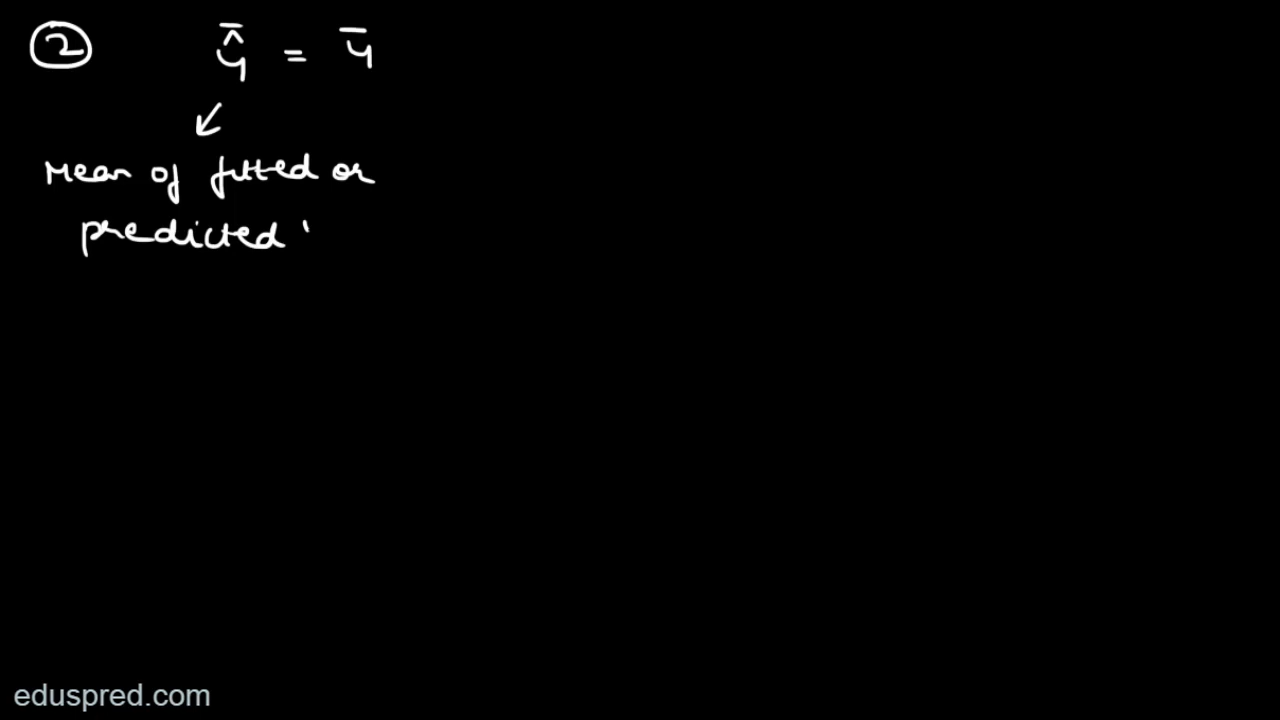 ② ȳ̂ = ȳ
↙
Mean of fitted or
predicted '
eduspred.com